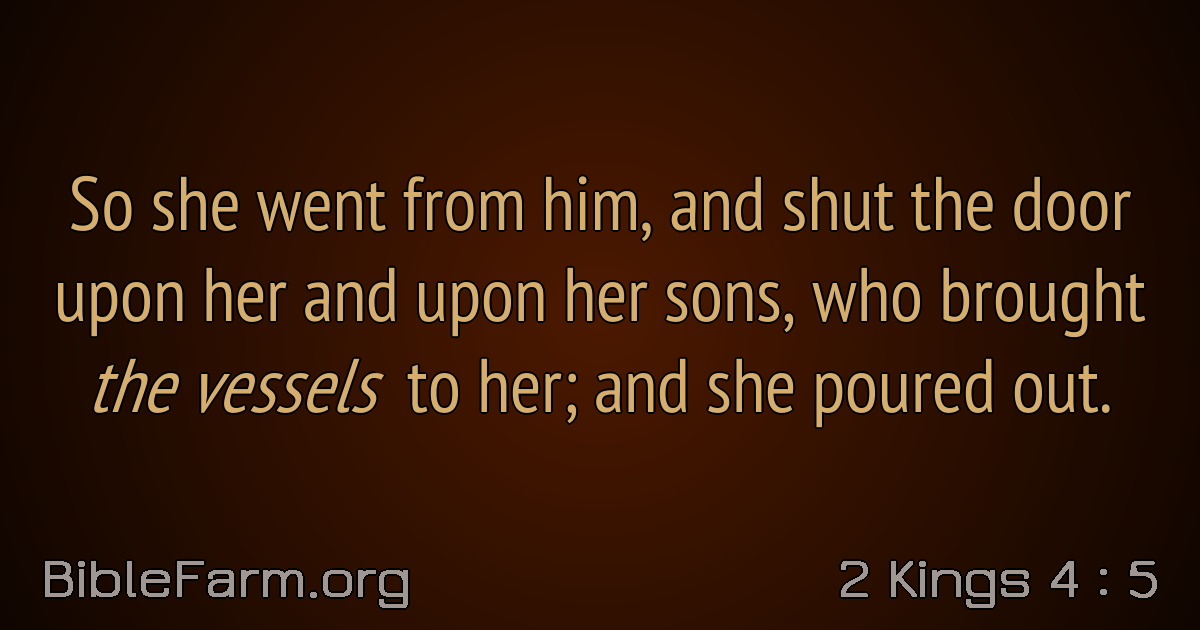 So she went from him, and shut the door
upon her and upon her sons, who brought
the vessels to her; and she poured out.
BibleFarm.org
2 Kings 4 : 5